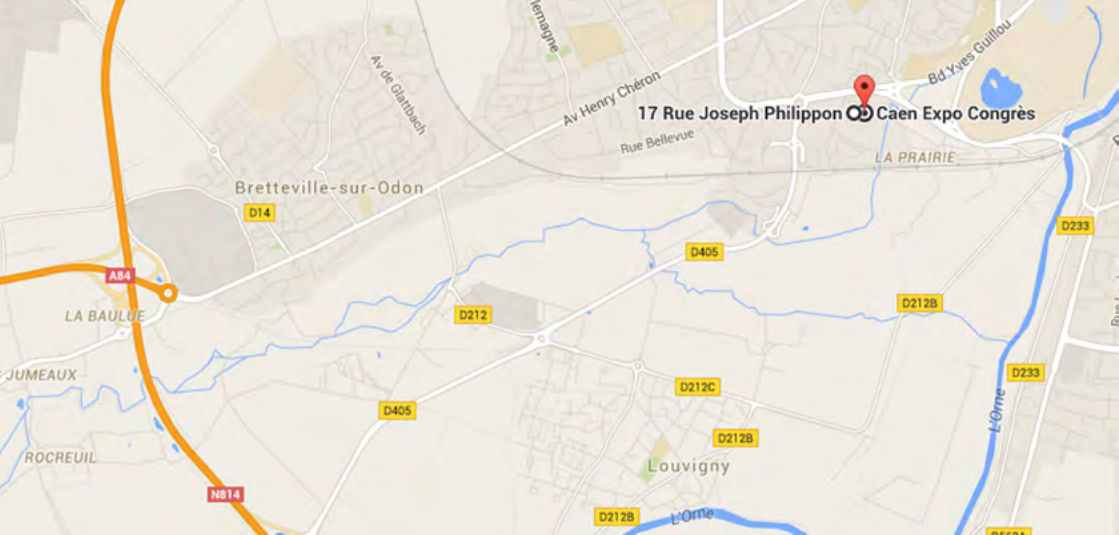 lemagne
Av de Glattbach
Av Henry Chéron
Bd Yves Guillou
17 Rue Joseph Philippon
Caen Expo Congrès
Rue Bellevue
LA PRAIRIE
Bretteville-sur-Odon
D14
D233
D405
A84
D212B
LA BAULUE
D212
JUMEAUX
D233
D212C
L'Orne
D405
D212B
ROCREUIL
Louvigny
N814
D212B
L'Orne